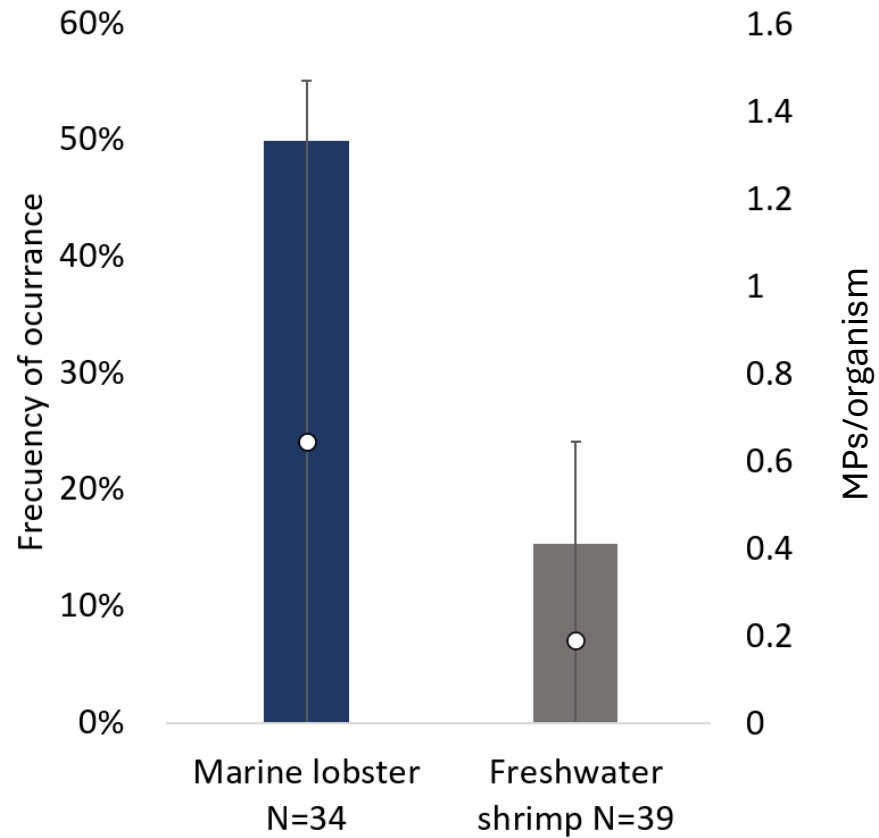 Frecuency of ocurrance
60%
50%
40%
30%
20%
10%
0%
1.6
1.4
1.2
1
0.8
0.6
0.4
0.2
0
MPs/organism
Marine lobster
N=34
Freshwater
shrimp N=39